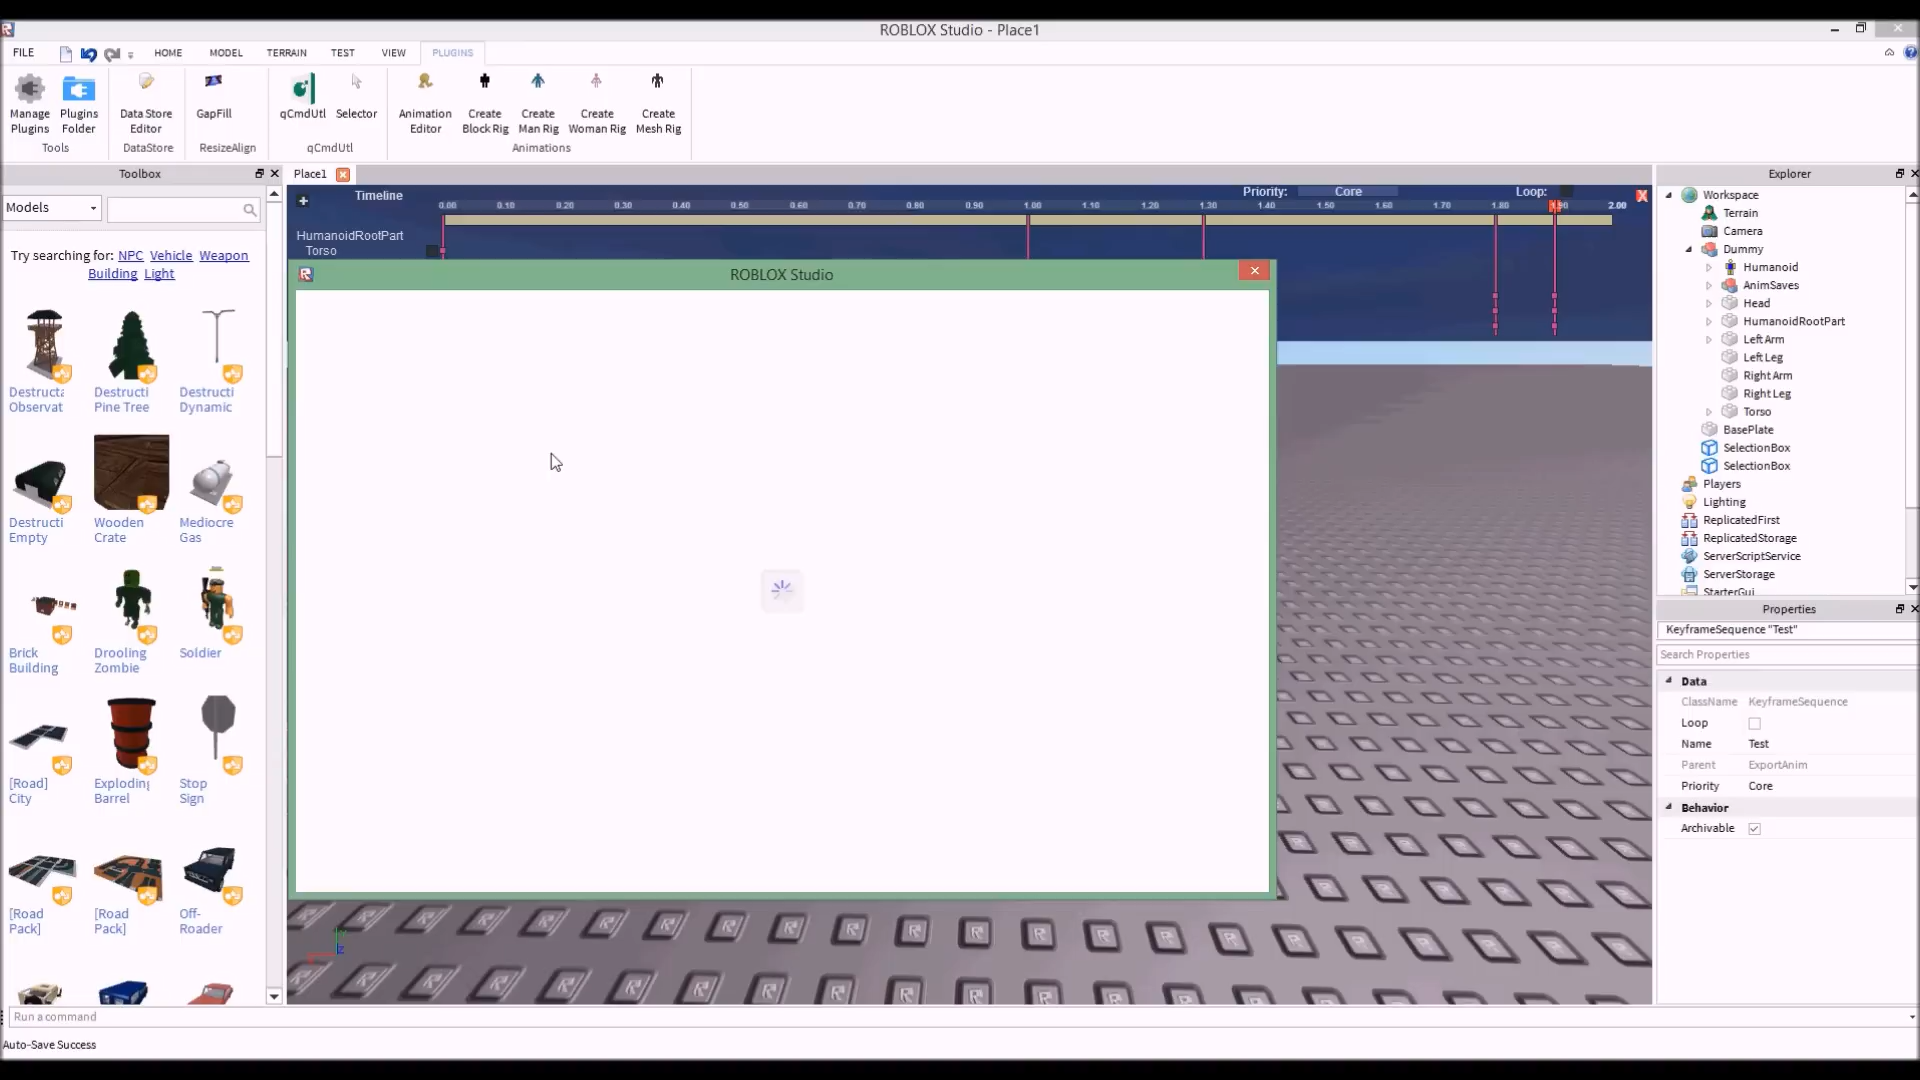 ROBLOX Studio - Place1
FILE HOME MODEL TERRAIN TEST VIEW PLUGINS
Manage Plugins
Plugins Folder
Tools
Data Store Editor
DataStore
GapFill
ResizeAlign
qCmdUtl
Selector
qCmdUtl
Animation Editor
Create Block Rig
Create Man Rig
Create Woman Rig
Create Mesh Rig
Animations
Toolbox
Models
Try searching for: NPC Vehicle Weapon
Building Light
Destructa Observat
Destructi Pine Tree
Destructi Dynamic
Destructi Empty
Wooden Crate
Mediocre Gas
Brick Building
Drooling Zombie
Soldier
[Road] City
Exploding Barrel
Stop Sign
[Road Pack]
[Road Pack]
Off-Roader
Place1
Timeline
Priority: Core
Loop:
0.00 0.10 0.20 0.30 0.40 0.50 0.60 0.70 0.80 0.90 1.00 1.10 1.20 1.30 1.40 1.50 1.60 1.70 1.80 1.90 2.00
HumanoidRootPart
Torso
ROBLOX Studio
Explorer
Workspace
Terrain
Camera
Dummy
Humanoid
AnimSaves
Head
HumanoidRootPart
Left Arm
Left Leg
Right Arm
Right Leg
Torso
BasePlate
SelectionBox
SelectionBox
Players
Lighting
ReplicatedFirst
ReplicatedStorage
ServerScriptService
ServerStorage
StarterGui
Properties
KeyframeSequence "Test"
Search Properties
Data
ClassName KeyframeSequence
Loop
Name Test
Parent ExportAnim
Priority Core
Behavior
Archivable
Run a command
Auto-Save Success